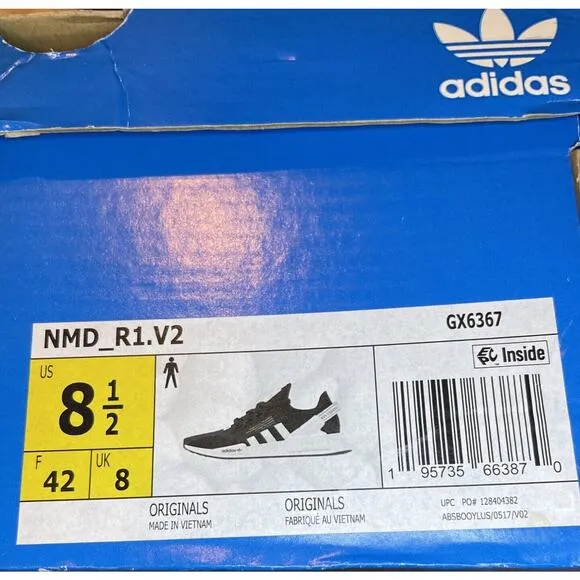 adidas
NMD_R1.V2
GX6367
US
8 1/2
F
42
UK
8
adidas
ORIGINALS
MADE IN VIETNAM
ORIGINALS
FABRIQUÉ AU VIETNAM
Inside
1 95735 66387 0
UPC PO# 128404382
ABSBOOYLUS/0517/V02